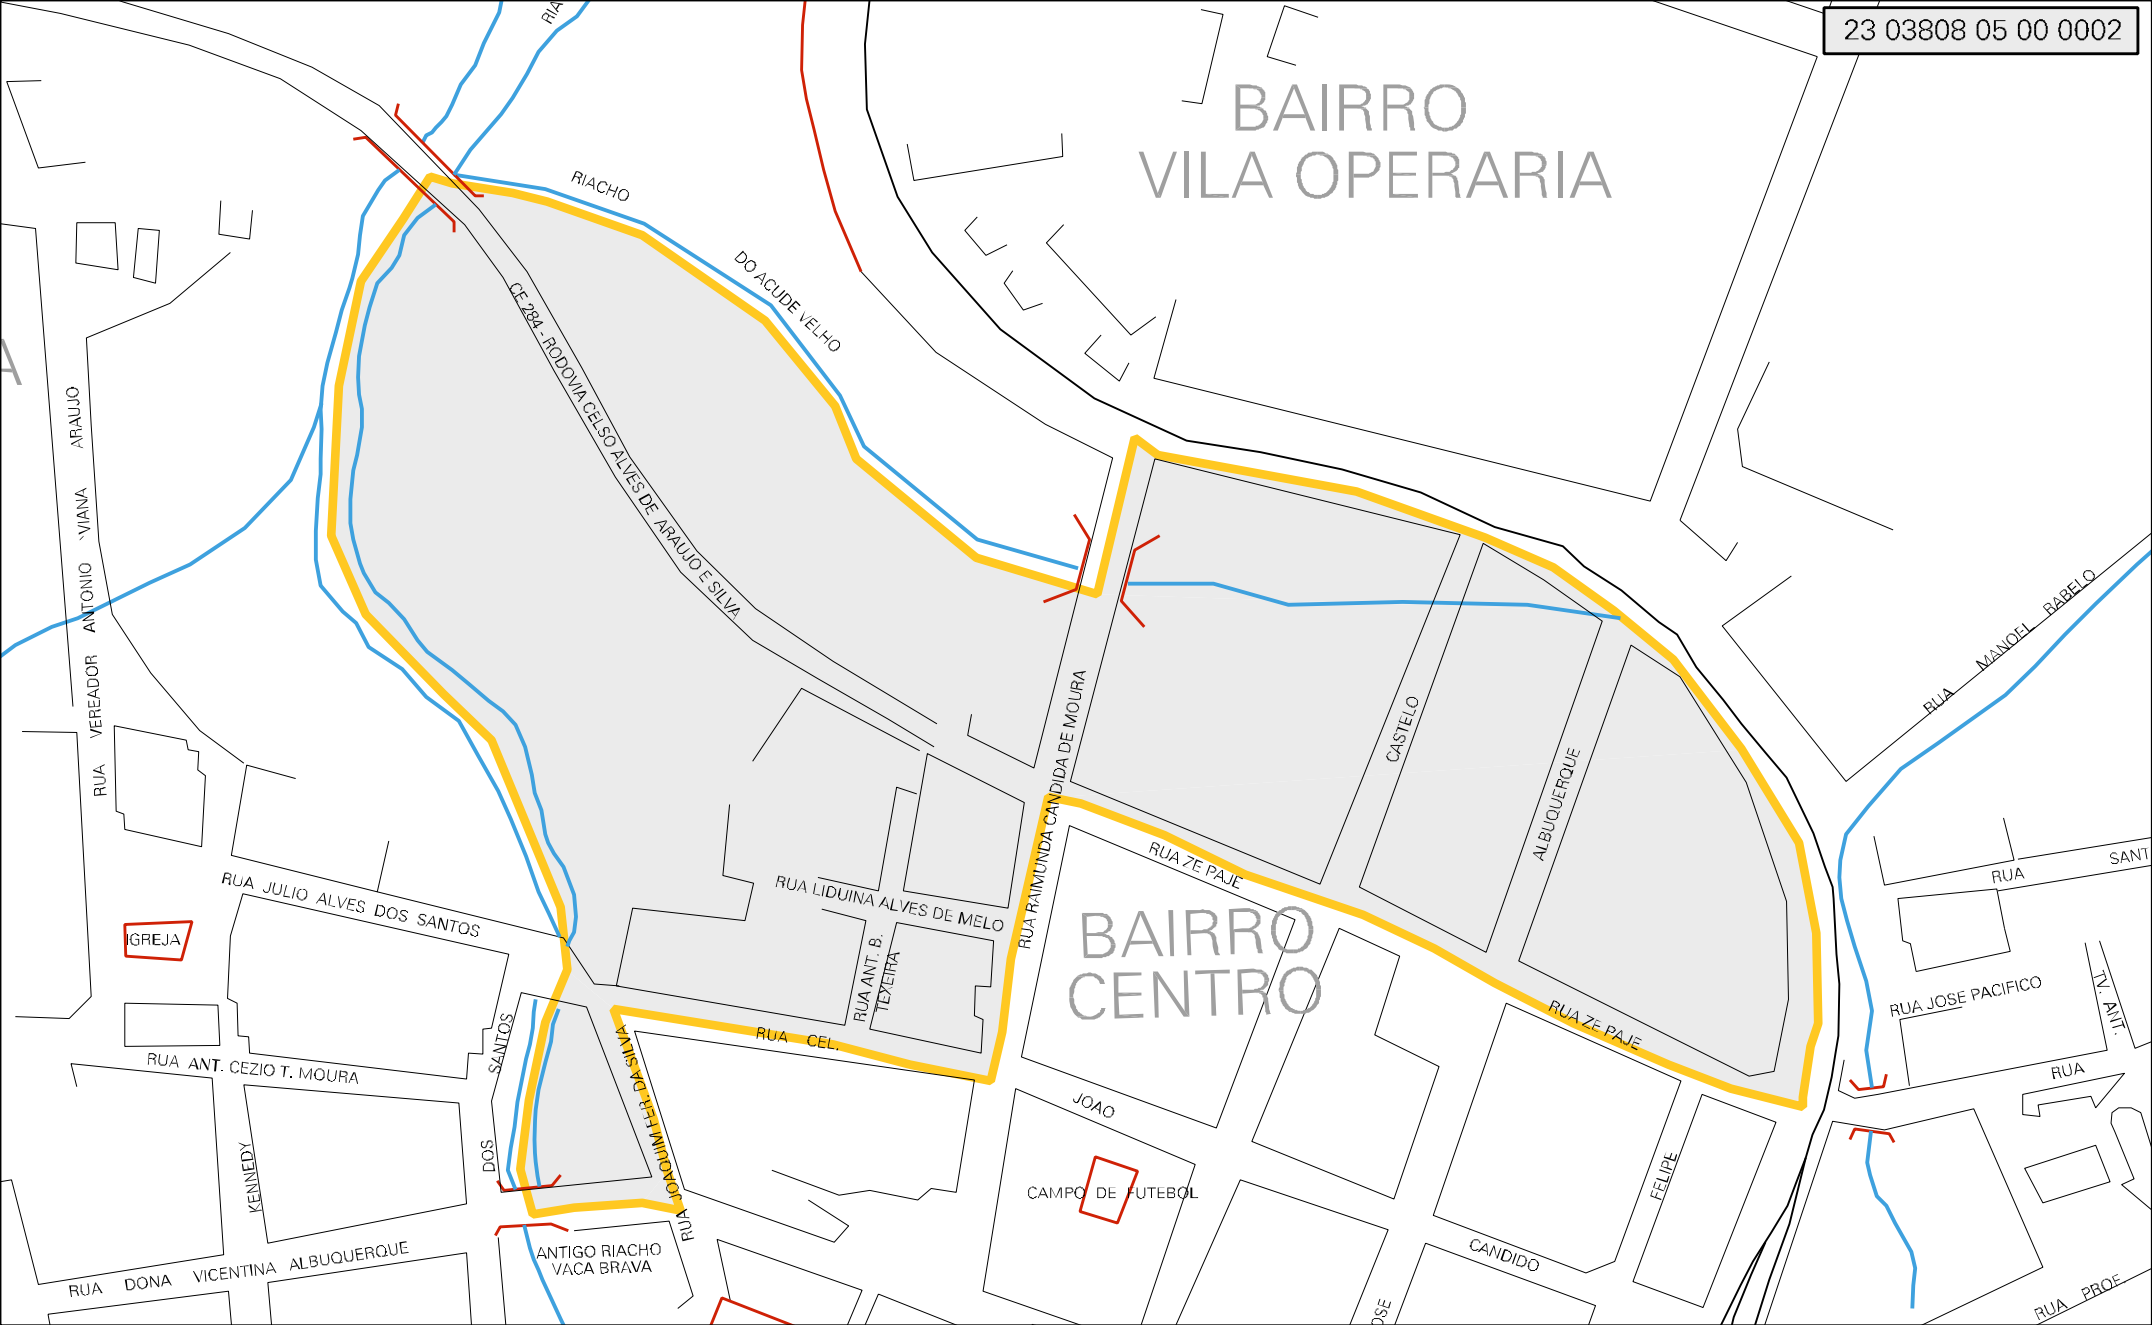 23 03808 05 00 0002
RIA
BAIRRO
VILA OPERARIA
RIACHO
DO ACUDE VELHO
CE 284 - RODOVIA CELSO ALVES DE ARAUJO E SILVA
A
RUA VEREADOR ANTONIO VIANA ARAUJO
RUA MANOEL RABELO
RUA RAIMUNDA CANDIDA DE MOURA
CASTELO
ALBUQUERQUE
RUA ZE PAJE
SANT
RUA
RUA JULIO ALVES DOS SANTOS
RUA LIDUINA ALVES DE MELO
BAIRRO
CENTRO
IGREJA
RUA ANT. B.
TEXEIRA
RUA JOSE PACIFICO
TV. ANT.
RUA ZE PAJE
RUA CEL.
DOS SANTOS
RUA JOAQUIM FER. DA SILVA
RUA ANT. CEZIO T. MOURA
RUA
JOAO
KENNEDY
FELIPE
CAMPO DE FUTEBOL
ANTIGO RIACHO
VACA BRAVA
RUA DONA VICENTINA ALBUQUERQUE
CANDIDO
OSE
RUA PROF.